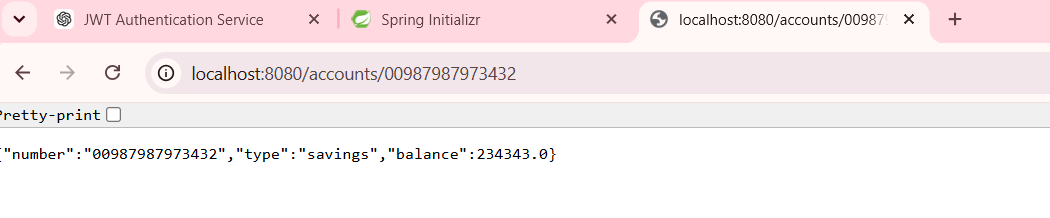 JWT Authentication Service
Spring Initializr
localhost:8080/accounts/00987
localhost:8080/accounts/00987987973432
Pretty-print
{"number":"00987987973432","type":"savings","balance":234343.0}